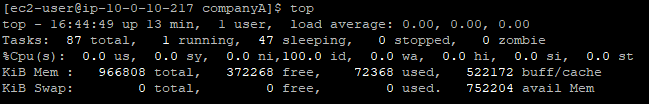 [ec2-user@ip-10-0-10-217 companyA]$ top
top - 16:44:49 up 13 min,  1 user,  load average: 0.00, 0.00, 0.00
Tasks:  87 total,   1 running,  47 sleeping,   0 stopped,   0 zombie
%Cpu(s):  0.0 us,  0.0 sy,  0.0 ni,100.0 id,  0.0 wa,  0.0 hi,  0.0 si,  0.0 st
KiB Mem :   966808 total,   372268 free,    72368 used,   522172 buff/cache
KiB Swap:        0 total,        0 free,        0 used.   752204 avail Mem